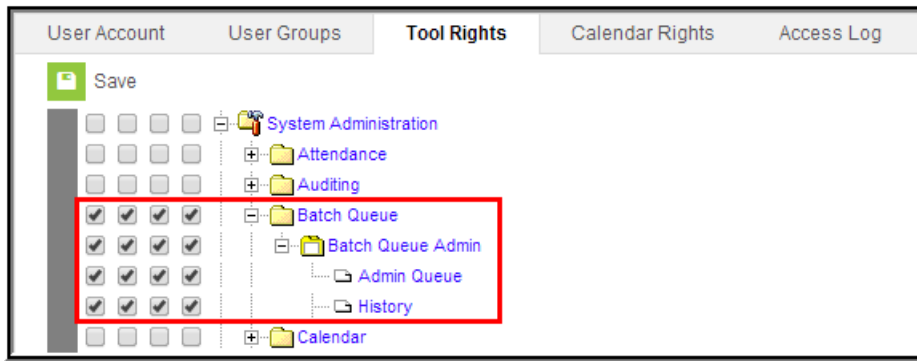 User Account User Groups Tool Rights Calendar Rights Access Log
Save
System Administration
Attendance
Auditing
Batch Queue
Batch Queue Admin
Admin Queue
History
Calendar